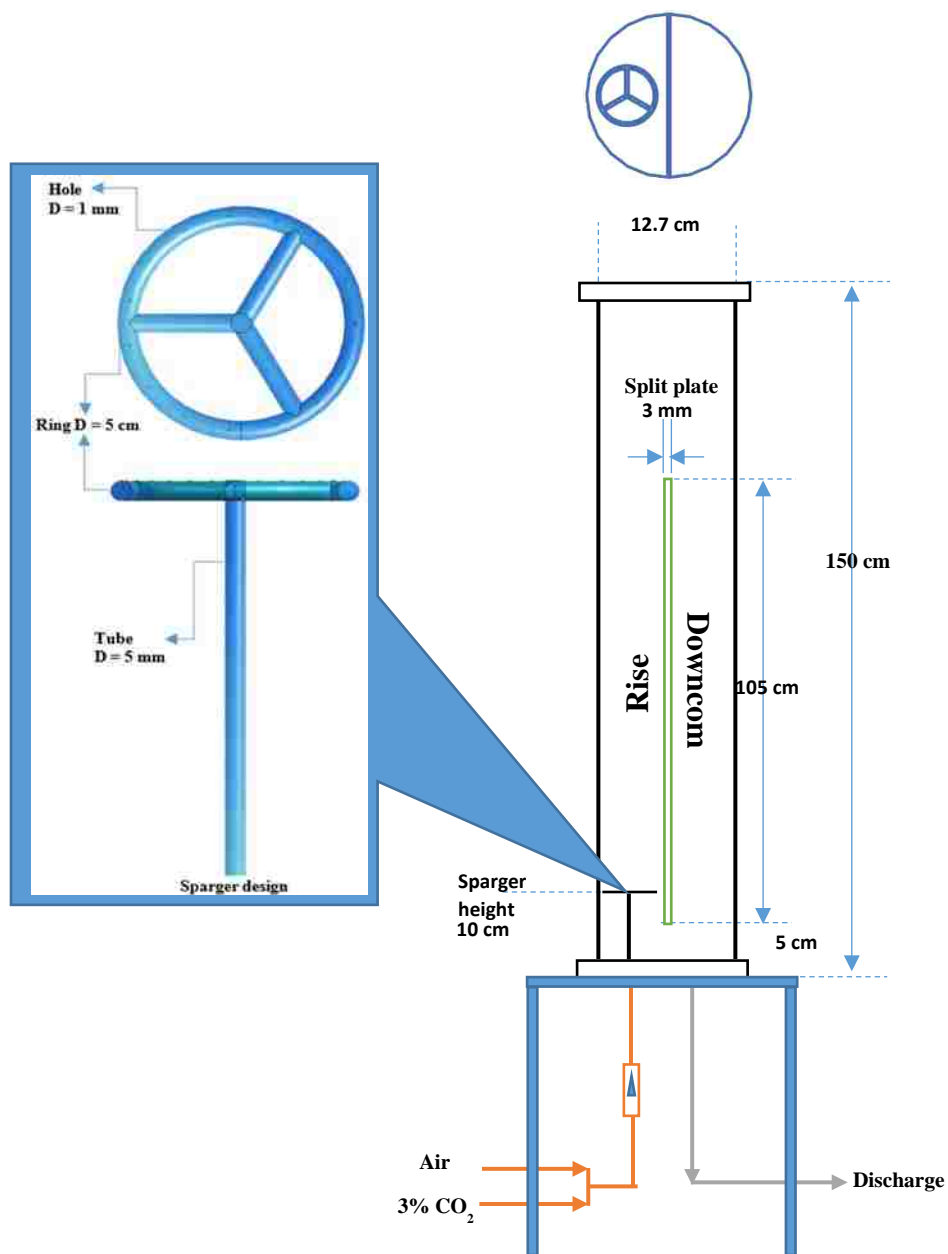 12.7 cm
Hole
D = 1 mm
Ring D = 5 cm
Tube
D = 5 mm
Sparger design
Split plate
3 mm
150 cm
Rise
Downcom
105 cm
Sparger
height
10 cm
5 cm
Air
3% CO₂
Discharge